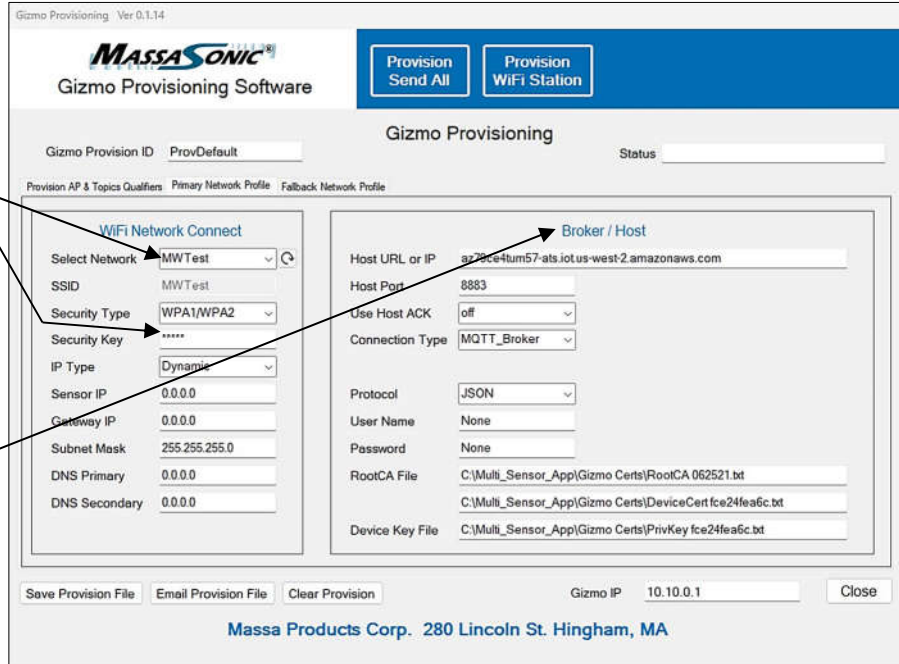 Gizmo Provisioning Ver 0.1.14
MASSA SONIC®
Gizmo Provisioning Software
Provision
Send All
Provision
WiFi Station
Gizmo Provisioning
Gizmo Provision ID ProvDefault
Status
Provision AP & Topics Qualifiers Primary Network Profile Fallback Network Profile
WiFi Network Connect
Select Network MWTest
SSID MWTest
Security Type WPA1/WPA2
Security Key *****
IP Type Dynamic
Sensor IP 0.0.0.0
Gateway IP 0.0.0.0
Subnet Mask 255.255.255.0
DNS Primary 0.0.0.0
DNS Secondary 0.0.0.0
Broker / Host
Host URL or IP az79ce4tum57-ats.iot.us-west-2.amazonaws.com
Host Port 8883
Use Host ACK off
Connection Type MQTT_Broker
Protocol JSON
User Name None
Password None
RootCA File C:\Multi_Sensor_App\Gizmo Certs\RootCA 062521.txt
C:\Multi_Sensor_App\Gizmo Certs\DeviceCert fce24fea6c.txt
Device Key File C:\Multi_Sensor_App\Gizmo Certs\PrivKey fce24fea6c.txt
Save Provision File Email Provision File Clear Provision
Gizmo IP 10.10.0.1
Close
Massa Products Corp. 280 Lincoln St. Hingham, MA